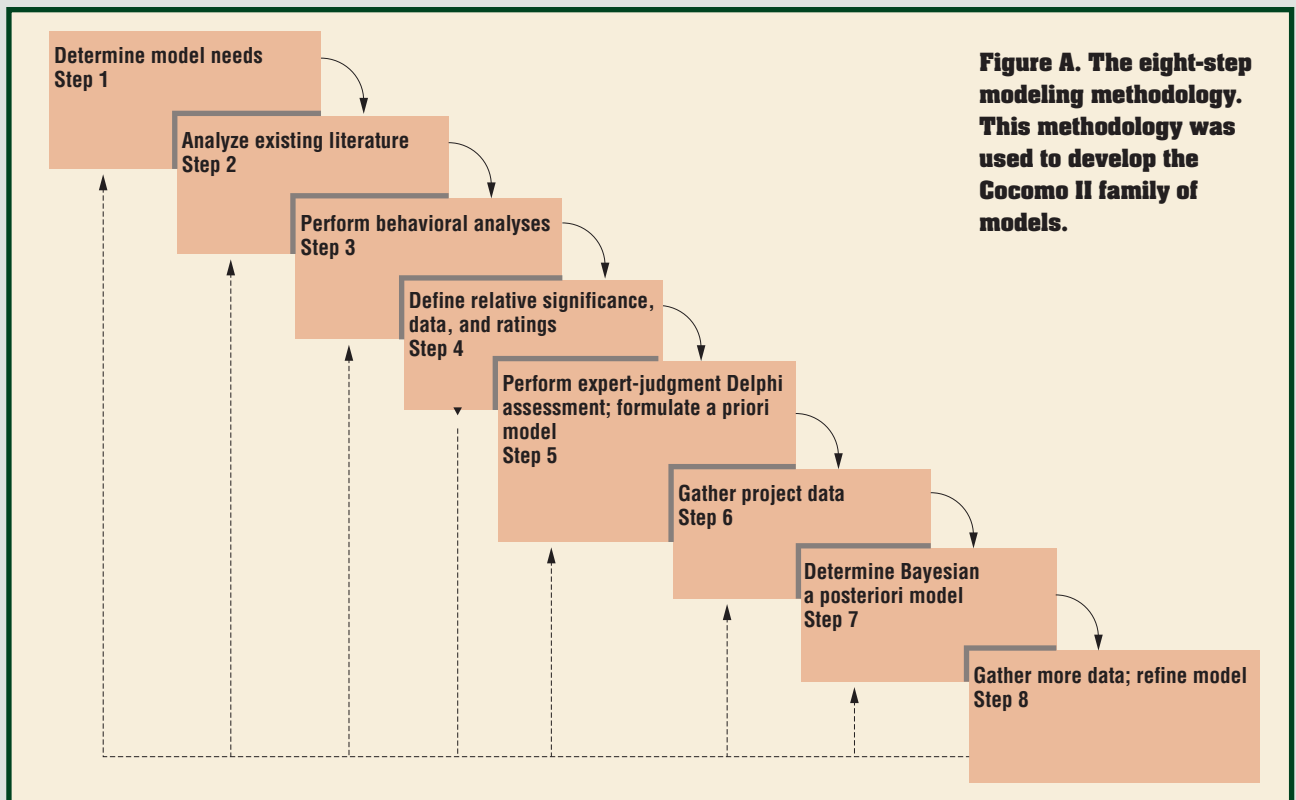 Determine model needs
Step 1
Analyze existing literature
Step 2
Perform behavioral analyses
Step 3
Define relative significance,
data, and ratings
Step 4
Perform expert-judgment Delphi
assessment; formulate a priori
model
Step 5
Gather project data
Step 6
Determine Bayesian
a posteriori model
Step 7
Gather more data; refine model
Step 8
Figure A. The eight-step
modeling methodology.
This methodology was
used to develop the
Cocomo II family of
models.